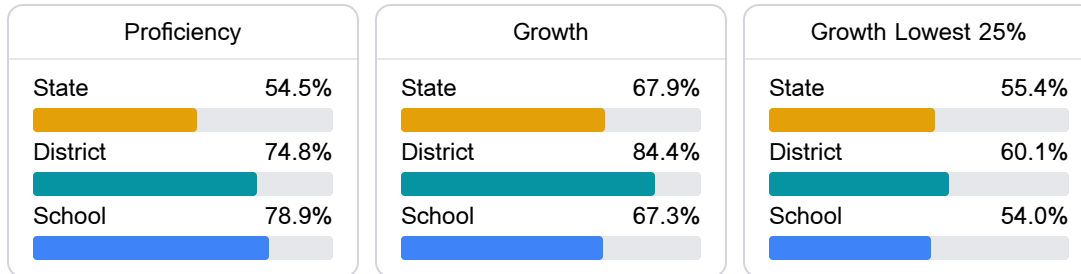 Proficiency
State 54.5%
District 74.8%
School 78.9%
Growth
State 67.9%
District 84.4%
School 67.3%
Growth Lowest 25%
State 55.4%
District 60.1%
School 54.0%